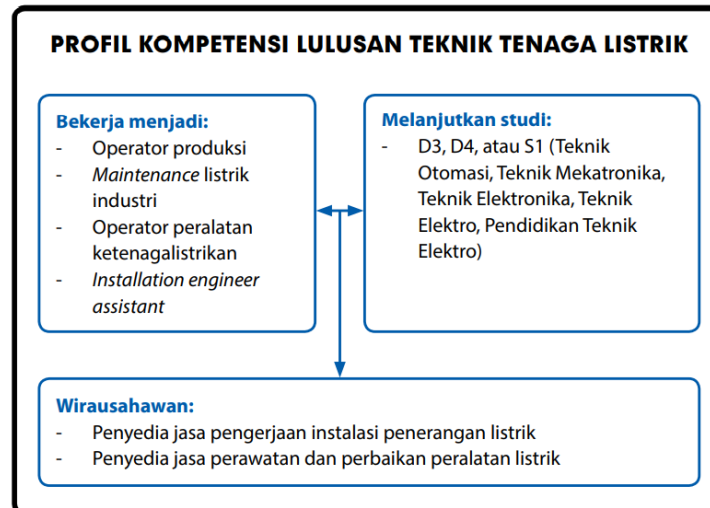 PROFIL KOMPETENSI LULUSAN TEKNIK TENAGA LISTRIK
Bekerja menjadi:
- Operator produksi
- Maintenance listrik
industri
- Operator peralatan
ketenagalistrikan
- Installation engineer
assistant
Melanjutkan studi:
- D3, D4, atau S1 (Teknik
Otomasi, Teknik Mekatronika,
Teknik Elektronika, Teknik
Elektro, Pendidikan Teknik
Elektro)
Wirausahawan:
- Penyedia jasa pengerjaan instalasi penerangan listrik
- Penyedia jasa perawatan dan perbaikan peralatan listrik